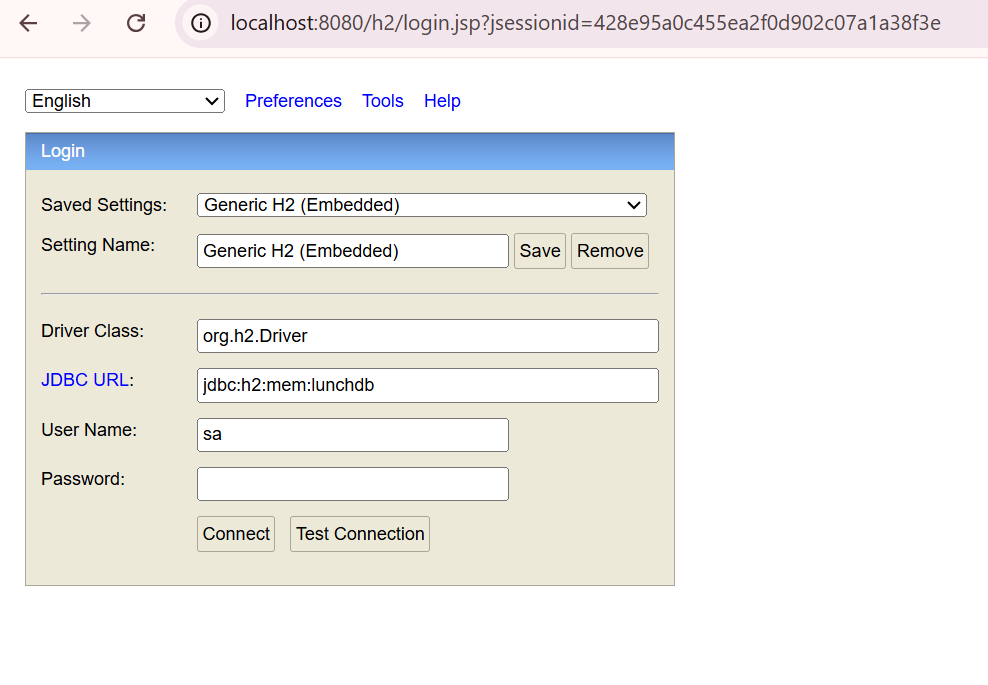 localhost:8080/h2/login.jsp?jsessionid=428e95a0c455ea2f0d902c07a1a38f3e
English Preferences Tools Help
Login
Saved Settings: Generic H2 (Embedded)
Setting Name: Generic H2 (Embedded) Save Remove
Driver Class: org.h2.Driver
JDBC URL: jdbc:h2:mem:lunchdb
User Name: sa
Password:
Connect Test Connection